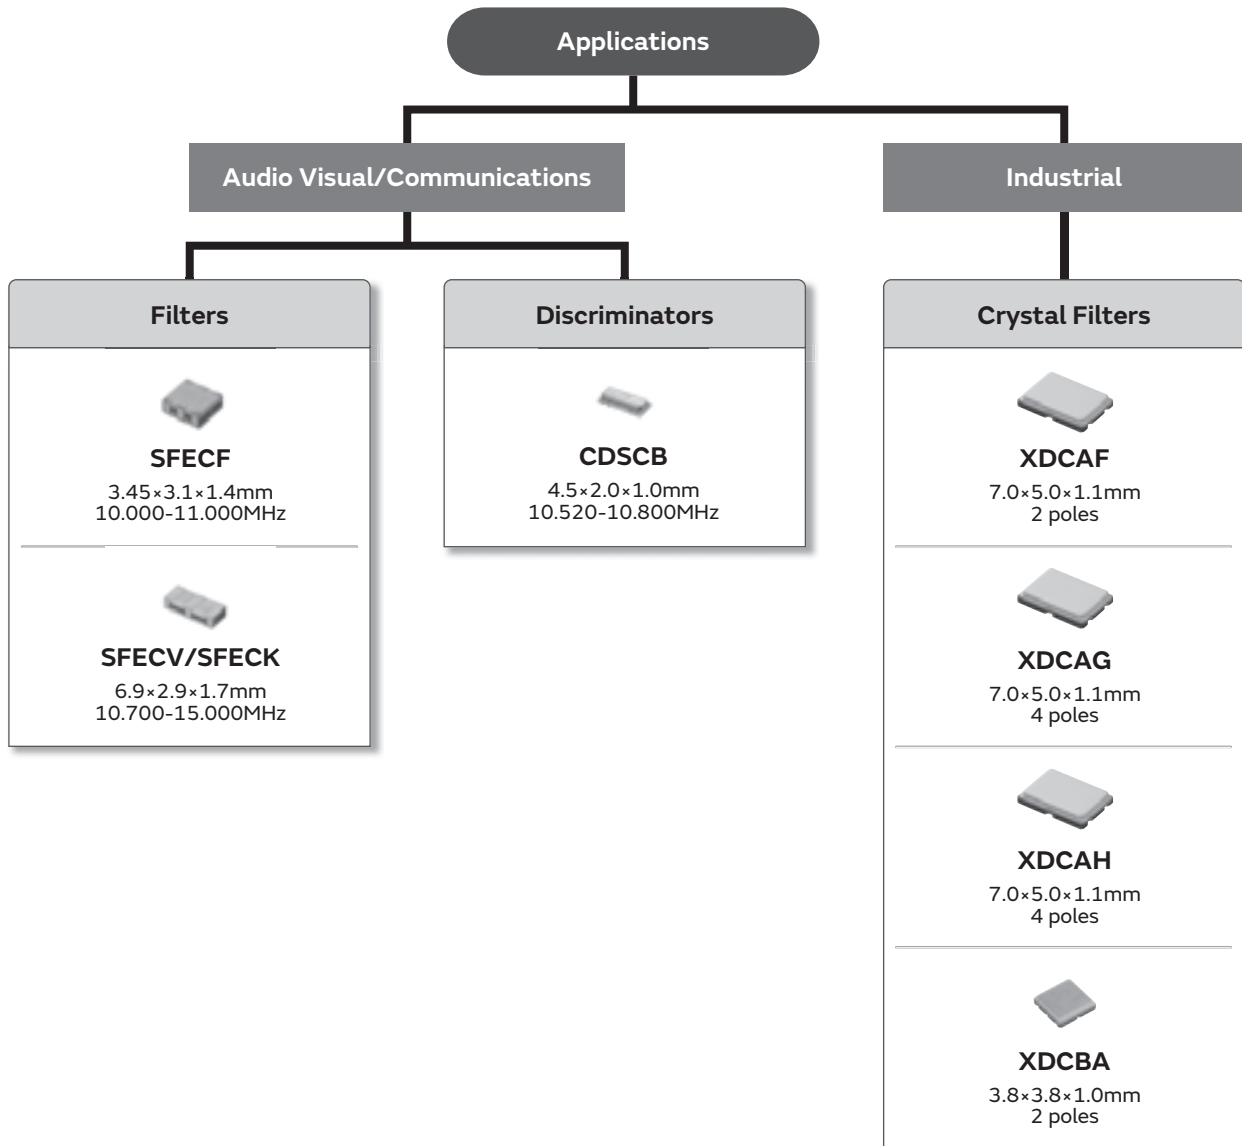 Applications
Audio Visual/Communications
Industrial
Filters
Discriminators
Crystal Filters
SFECF
3.45×3.1×1.4mm
10.000-11.000MHz
SFECV/SFECK
6.9×2.9×1.7mm
10.700-15.000MHz
CDSCB
4.5×2.0×1.0mm
10.520-10.800MHz
XDCAF
7.0×5.0×1.1mm
2 poles
XDCAG
7.0×5.0×1.1mm
4 poles
XDCAH
7.0×5.0×1.1mm
4 poles
XDCBA
3.8×3.8×1.0mm
2 poles